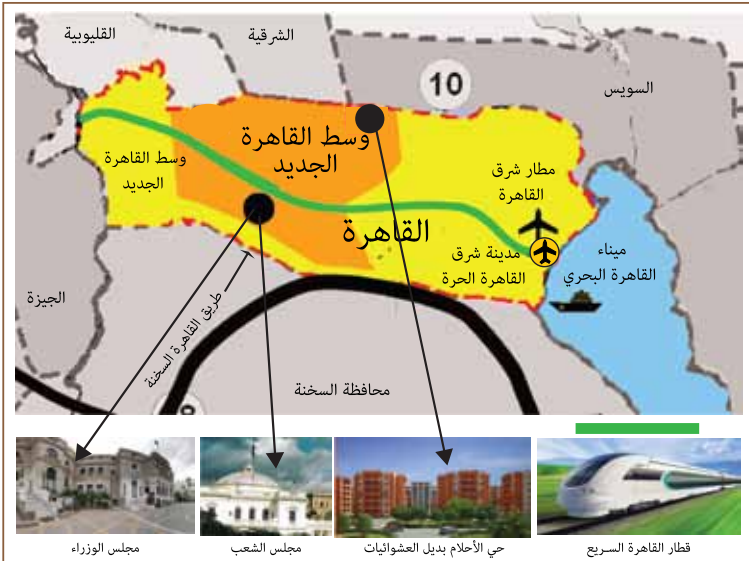 القليوبية
الشرقية
10
السويس
وسط القاهرة
الجديد
وسط القاهرة
الجديد
مطار شرق
القاهرة
القاهرة
مدينة شرق
القاهرة الحرة
ميناء
القاهرة البحري
الجيزة
طريق القاهرة السخنة
محافظة السخنة
مجلس الوزراء
مجلس الشعب
حي الأحلام بديل العشوائيات
قطار القاهرة السريع